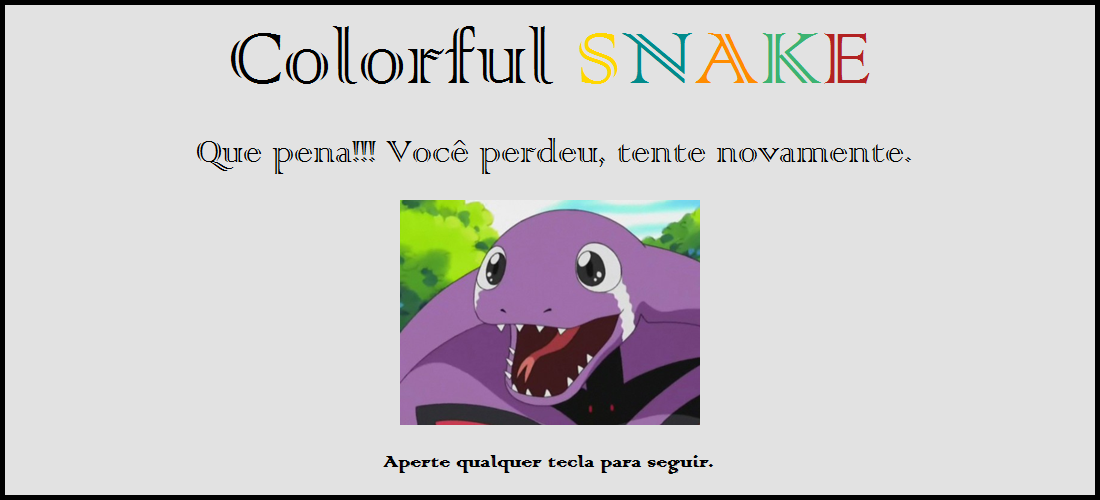 Colorful SNAKE
Que pena!!! Você perdeu, tente novamente.
Aperte qualquer tecla para seguir.